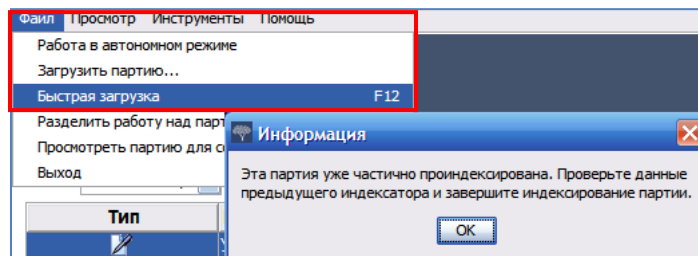 Файл Просмотр Инструменты Помощь
Работа в автономном режиме
Загрузить партию...
Быстрая загрузка F12
Разделить работу над парт
Просмотреть партию для с
Выход
Информация
Эта партия уже частично проиндексирована. Проверьте данные
предыдущего индексатора и завершите индексирование партии.
OK
Тип